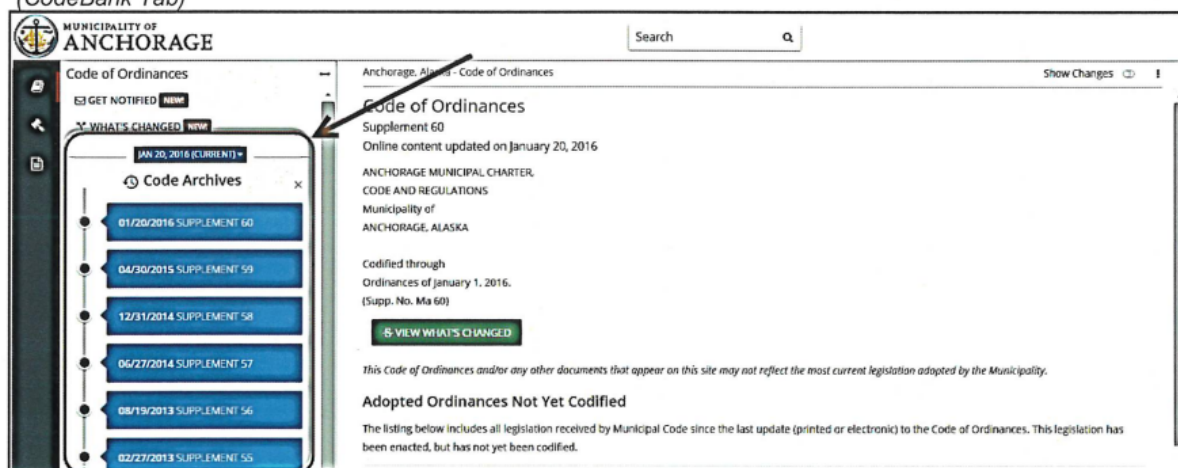 (CodeBank Tab)
MUNICIPALITY OF
ANCHORAGE
Search
Code of Ordinances
GET NOTIFIED NEW!
WHAT'S CHANGED NEW!
JAN 20, 2016 (CURRENT)
Code Archives
01/20/2016 SUPPLEMENT 60
04/30/2015 SUPPLEMENT 59
12/31/2014 SUPPLEMENT 58
06/27/2014 SUPPLEMENT 57
08/19/2013 SUPPLEMENT 56
02/27/2013 SUPPLEMENT 55
Anchorage, Alaska - Code of Ordinances
Show Changes
Code of Ordinances
Supplement 60
Online content updated on January 20, 2016
ANCHORAGE MUNICIPAL CHARTER,
CODE AND REGULATIONS
Municipality of
ANCHORAGE, ALASKA
Codified through
Ordinances of January 1, 2016.
(Supp. No. Ma 60)
VIEW WHAT'S CHANGED
This Code of Ordinances and/or any other documents that appear on this site may not reflect the most current legislation adopted by the Municipality.
Adopted Ordinances Not Yet Codified
The listing below includes all legislation received by Municipal Code since the last update (printed or electronic) to the Code of Ordinances. This legislation has
been enacted, but has not yet been codified.